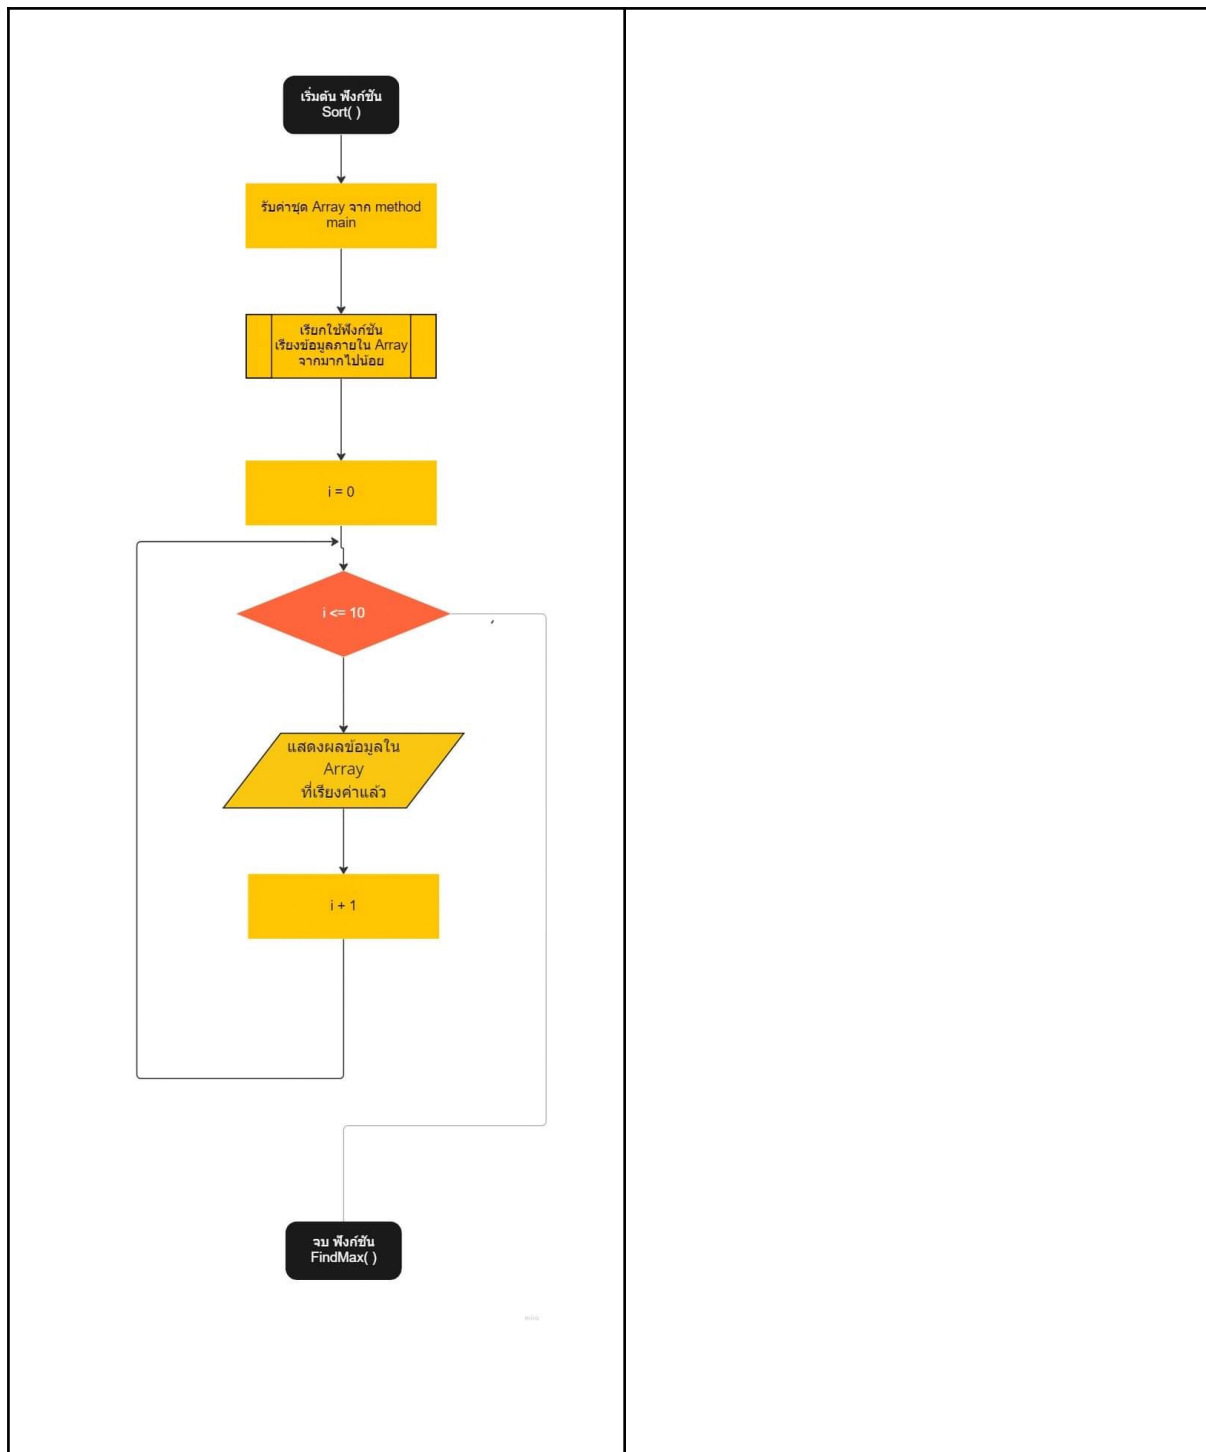 เริ่มต้น ฟังก์ชัน
Sort( )
รับค่าชุด Array จาก method
main
เรียกใช้ฟังก์ชัน
เรียงข้อมูลภายใน Array
จากมากไปน้อย
i = 0
i <= 10
แสดงผลข้อมูลใน
Array
ที่เรียงค่าแล้ว
i + 1
จบ ฟังก์ชัน
FindMax( )
miro